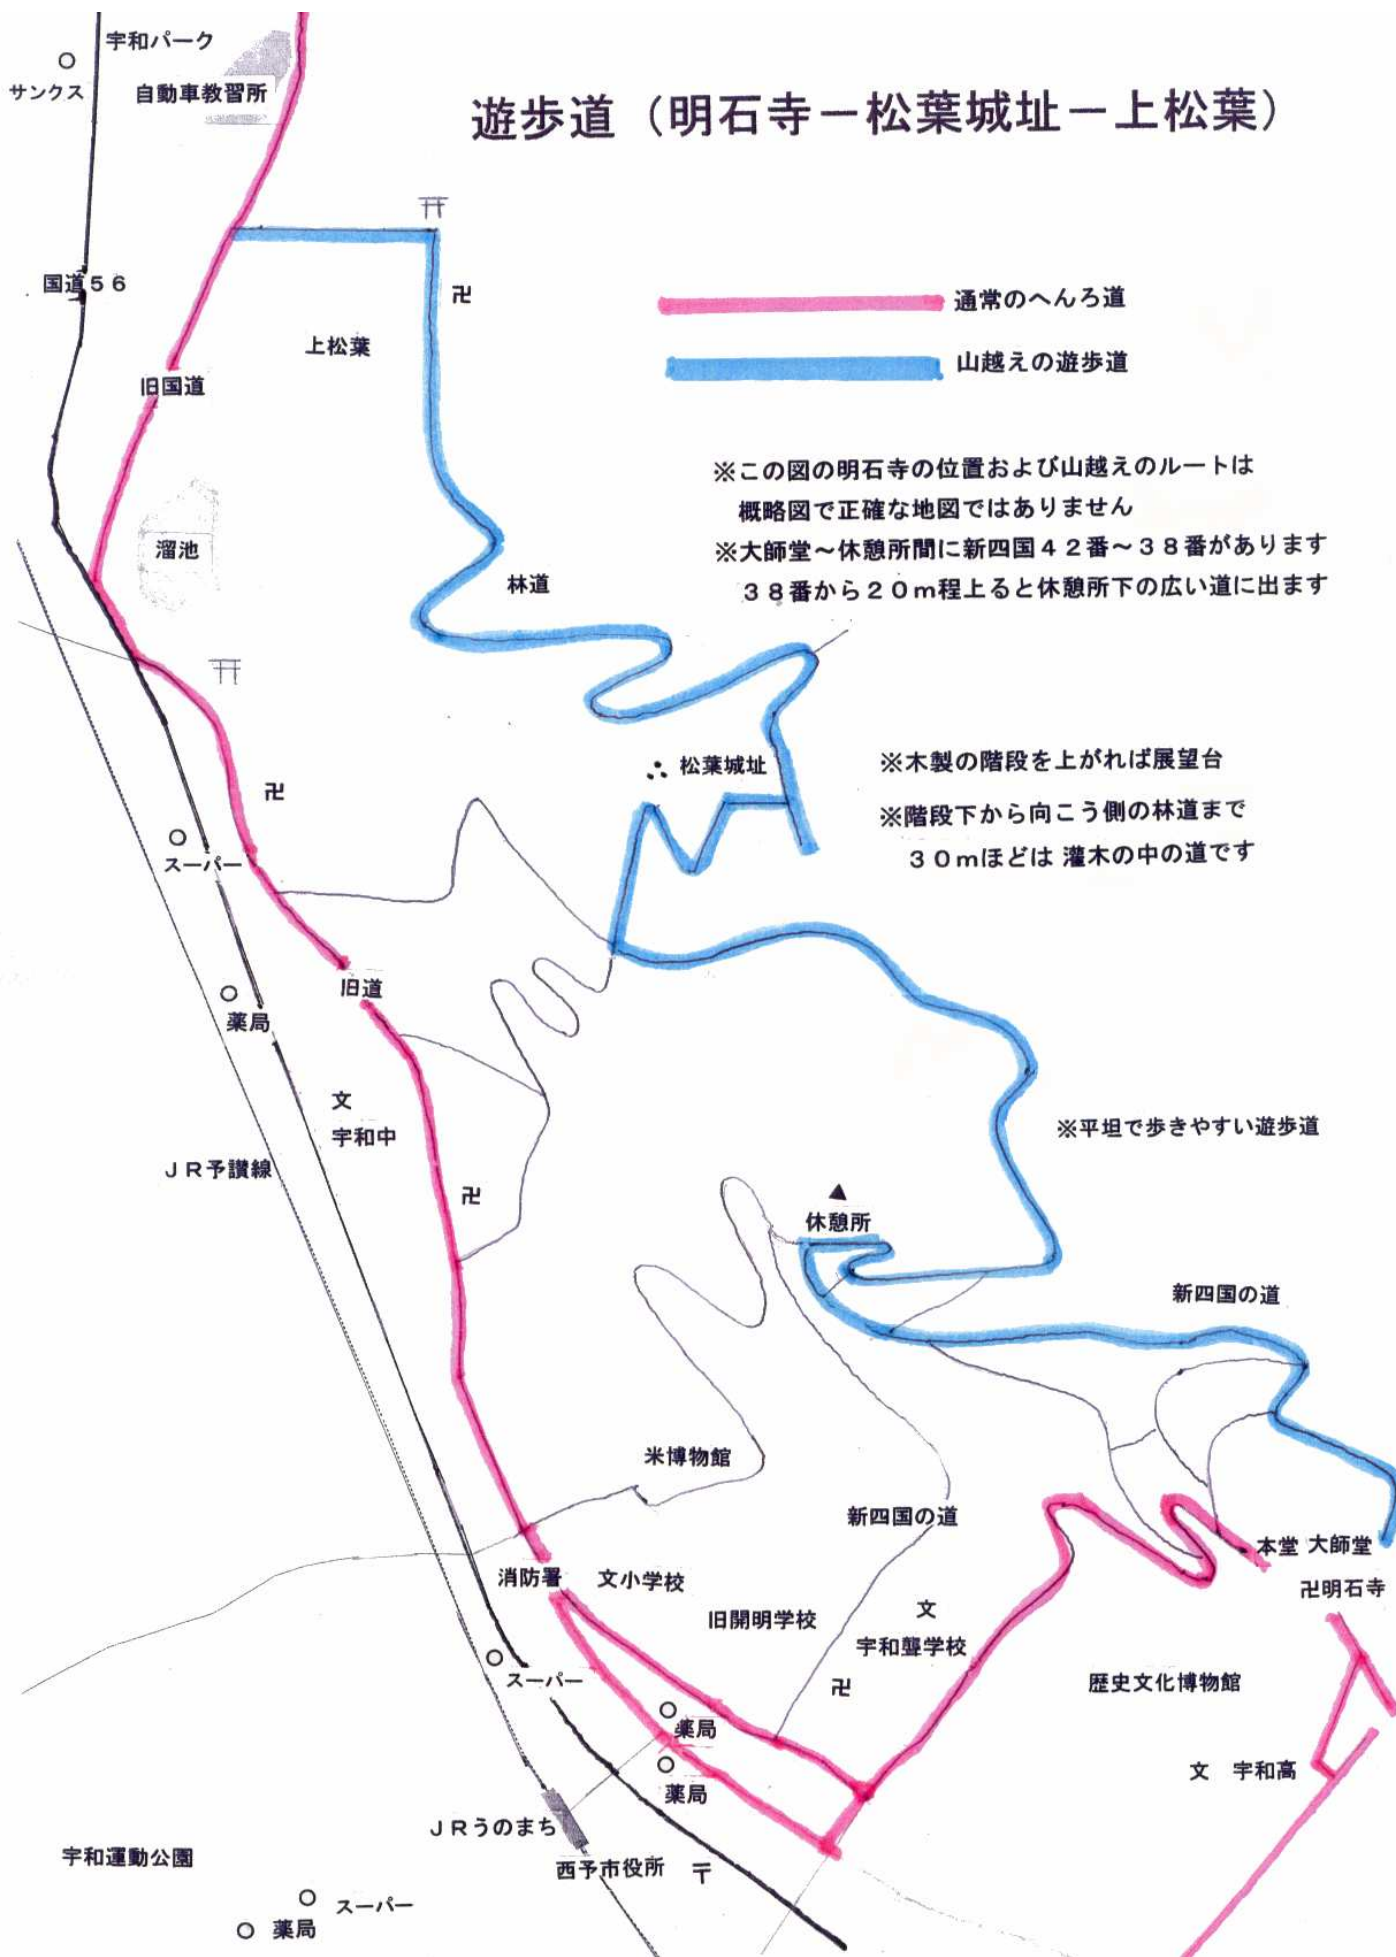 宇和パーク
サンクス
自動車教習所
遊歩道（明石寺－松葉城址－上松葉）
国道５６
通常のへんろ道
上松葉
山越えの遊歩道
旧国道
※この図の明石寺の位置および山越えのルートは
概略図で正確な地図ではありません
※大師堂～休憩所間に新四国４２番～３８番があります
３８番から２０ｍ程上ると休憩所下の広い道に出ます
溜池
林道
松葉城址
※木製の階段を上がれば展望台
※階段下から向こう側の林道まで
３０ｍほどは 灌木の中の道です
スーパー
旧道
薬局
文
宇和中
※平坦で歩きやすい遊歩道
ＪＲ予讃線
卍
卍
卍
休憩所
新四国の道
米博物館
新四国の道
本堂 大師堂
消防署
文小学校
卍明石寺
旧開明学校
文
宇和聾学校
スーパー
卍
歴史文化博物館
薬局
文　宇和高
薬局
ＪＲうのまち
宇和運動公園
西予市役所
〒
スーパー
薬局